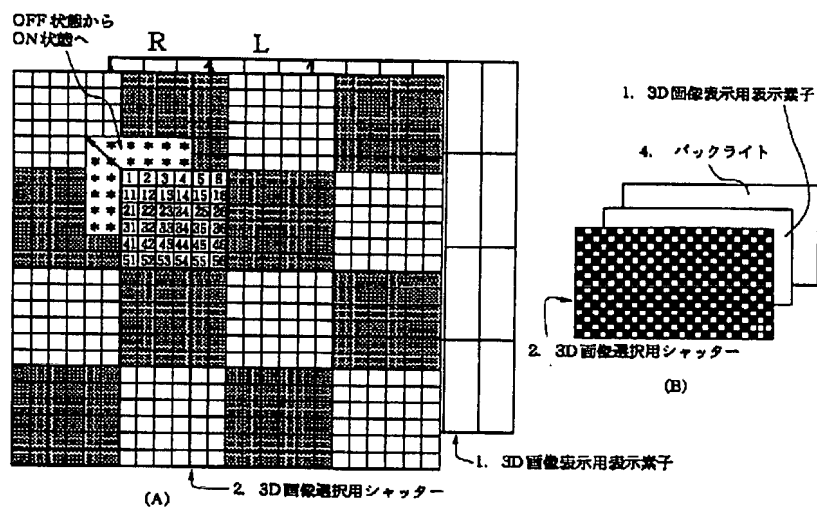 OFF状態から
ON状態へ
R L
* * * * *
* * * * *
* *
* *
* *
* *
1 2 3 4 5 6
11 12 13 14 15 16
21 22 23 24 25 26
31 32 33 34 35 36
41 42 43 44 45 46
51 52 53 54 55 56
1. 3D画像表示用表示素子
2. 3D画像選択用シャッター
(A)
1. 3D画像表示用表示素子
4. バックライト
2. 3D画像選択用シャッター
(B)